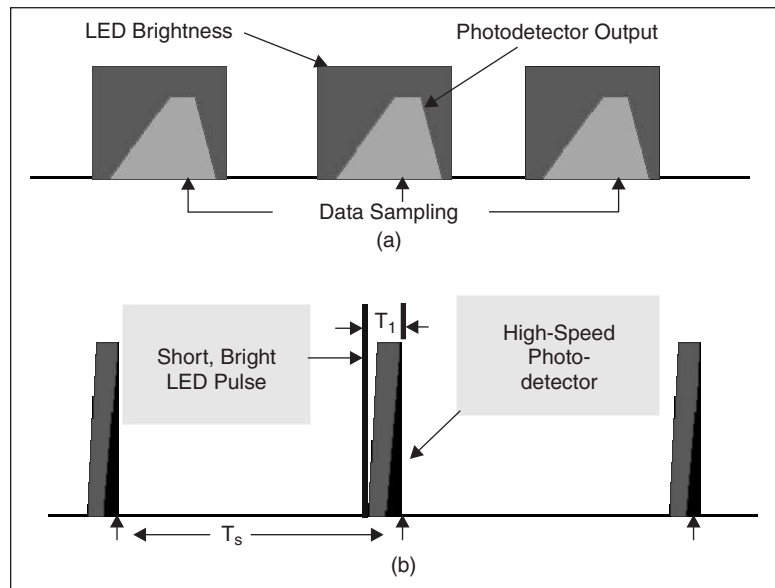 LED Brightness
Photodetector Output
Data Sampling
(a)
T1
Short, Bright
LED Pulse
High-Speed
Photo-
detector
Ts
(b)